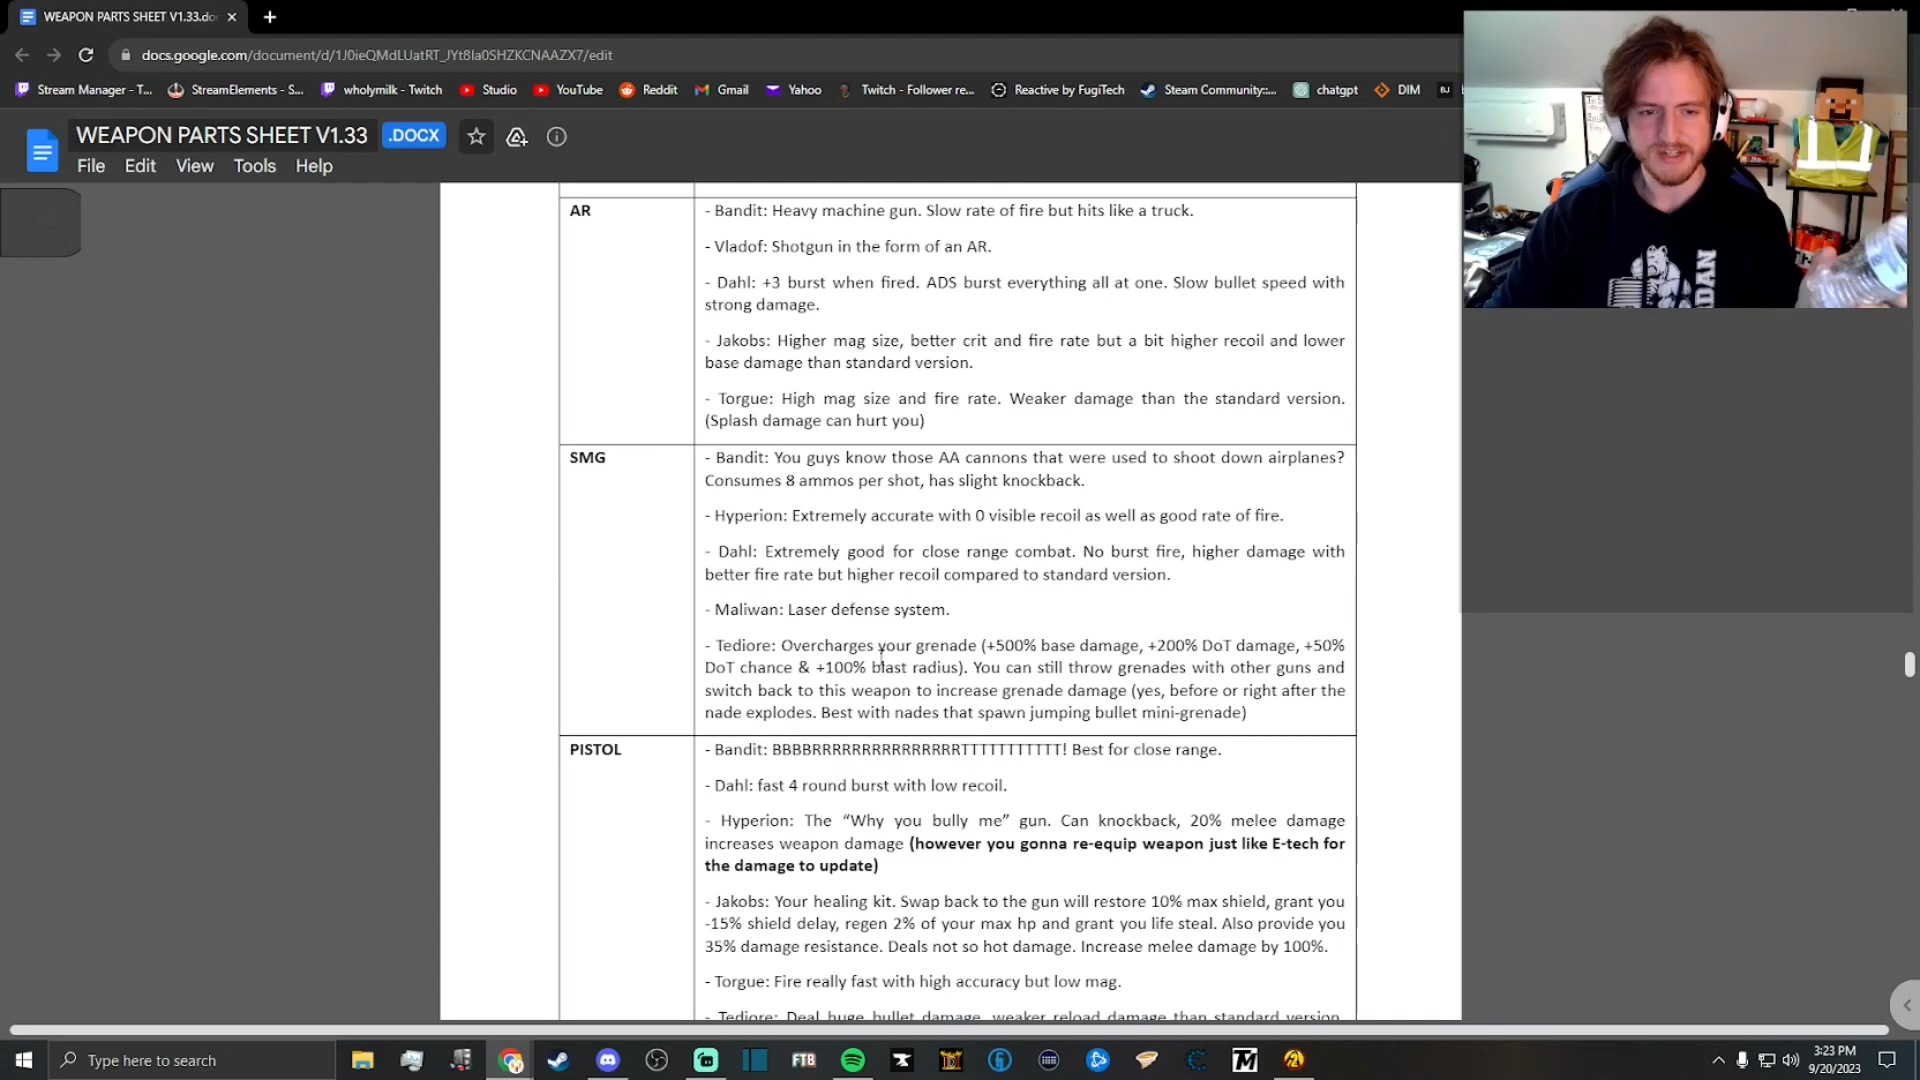 WEAPON PARTS SHEET V1.33.do
docs.google.com/document/d/1J0ieQMdLUatRT_JYt8Ia0SHZKCNAAZX7/edit
Stream Manager - T...
StreamElements - S...
wholymilk - Twitch
Studio
YouTube
Reddit
Gmail
Yahoo
Twitch - Follower re...
Reactive by FugiTech
Steam Community::...
chatgpt
DIM
BJ
WEAPON PARTS SHEET V1.33
.DOCX
File Edit View Tools Help
AR
- Bandit: Heavy machine gun. Slow rate of fire but hits like a truck.
- Vladof: Shotgun in the form of an AR.
- Dahl: +3 burst when fired. ADS burst everything all at one. Slow bullet speed with
strong damage.
- Jakobs: Higher mag size, better crit and fire rate but a bit higher recoil and lower
base damage than standard version.
- Torgue: High mag size and fire rate. Weaker damage than the standard version.
(Splash damage can hurt you)
SMG
- Bandit: You guys know those AA cannons that were used to shoot down airplanes?
Consumes 8 ammos per shot, has slight knockback.
- Hyperion: Extremely accurate with 0 visible recoil as well as good rate of fire.
- Dahl: Extremely good for close range combat. No burst fire, higher damage with
better fire rate but higher recoil compared to standard version.
- Maliwan: Laser defense system.
- Tediore: Overcharges your grenade (+500% base damage, +200% DoT damage, +50%
DoT chance & +100% blast radius). You can still throw grenades with other guns and
switch back to this weapon to increase grenade damage (yes, before or right after the
nade explodes. Best with nades that spawn jumping bullet mini-grenade)
PISTOL
- Bandit: BBBBRRRRRRRRRRRRRRRTTTTTTTTTTT! Best for close range.
- Dahl: fast 4 round burst with low recoil.
- Hyperion: The “Why you bully me” gun. Can knockback, 20% melee damage
increases weapon damage (however you gonna re-equip weapon just like E-tech for
the damage to update)
- Jakobs: Your healing kit. Swap back to the gun will restore 10% max shield, grant you
-15% shield delay, regen 2% of your max hp and grant you life steal. Also provide you
35% damage resistance. Deals not so hot damage. Increase melee damage by 100%.
- Torgue: Fire really fast with high accuracy but low mag.
- Tediore: Deal huge bullet damage, weaker reload damage than standard version.
Type here to search
FTB
3:23 PM
9/20/2023